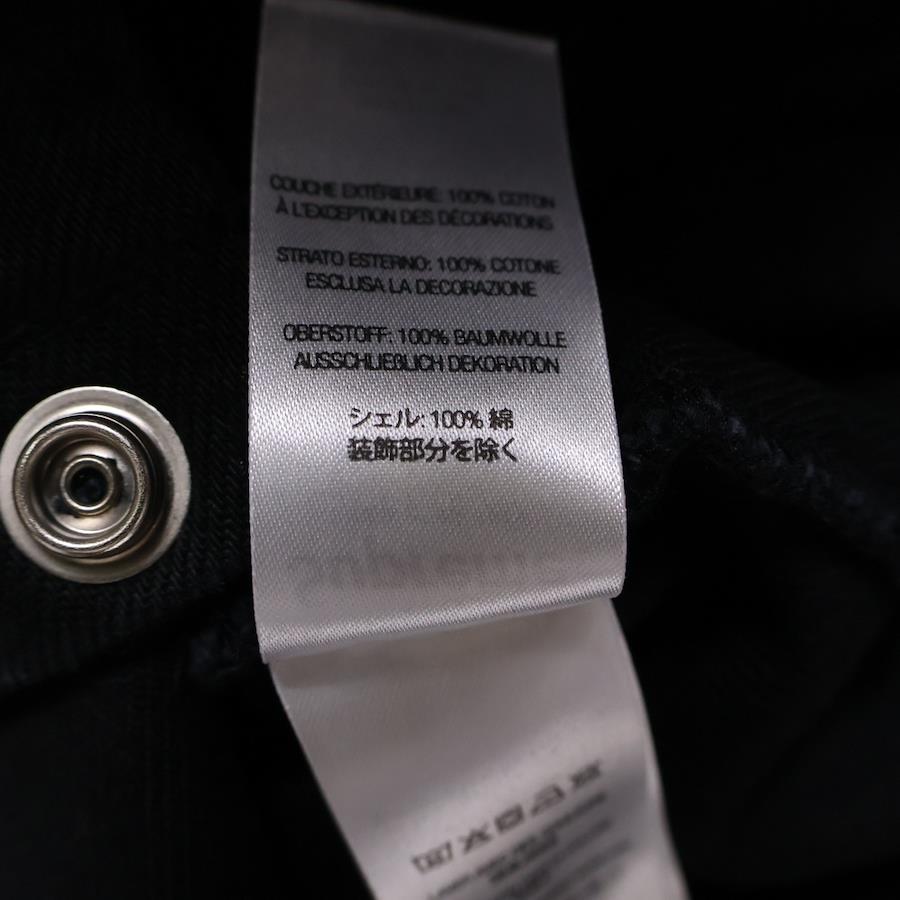 COUCHE EXTÉRIEURE: 100% COTON
À L'EXCEPTION DES DÉCORATIONS
STRATO ESTERNO: 100% COTONE
ESCLUSA LA DECORAZIONE
OBERSTOFF: 100% BAUMWOLLE
AUSSCHLIEßLICH DEKORATION
シェル: 100% 綿
装飾部分を除く